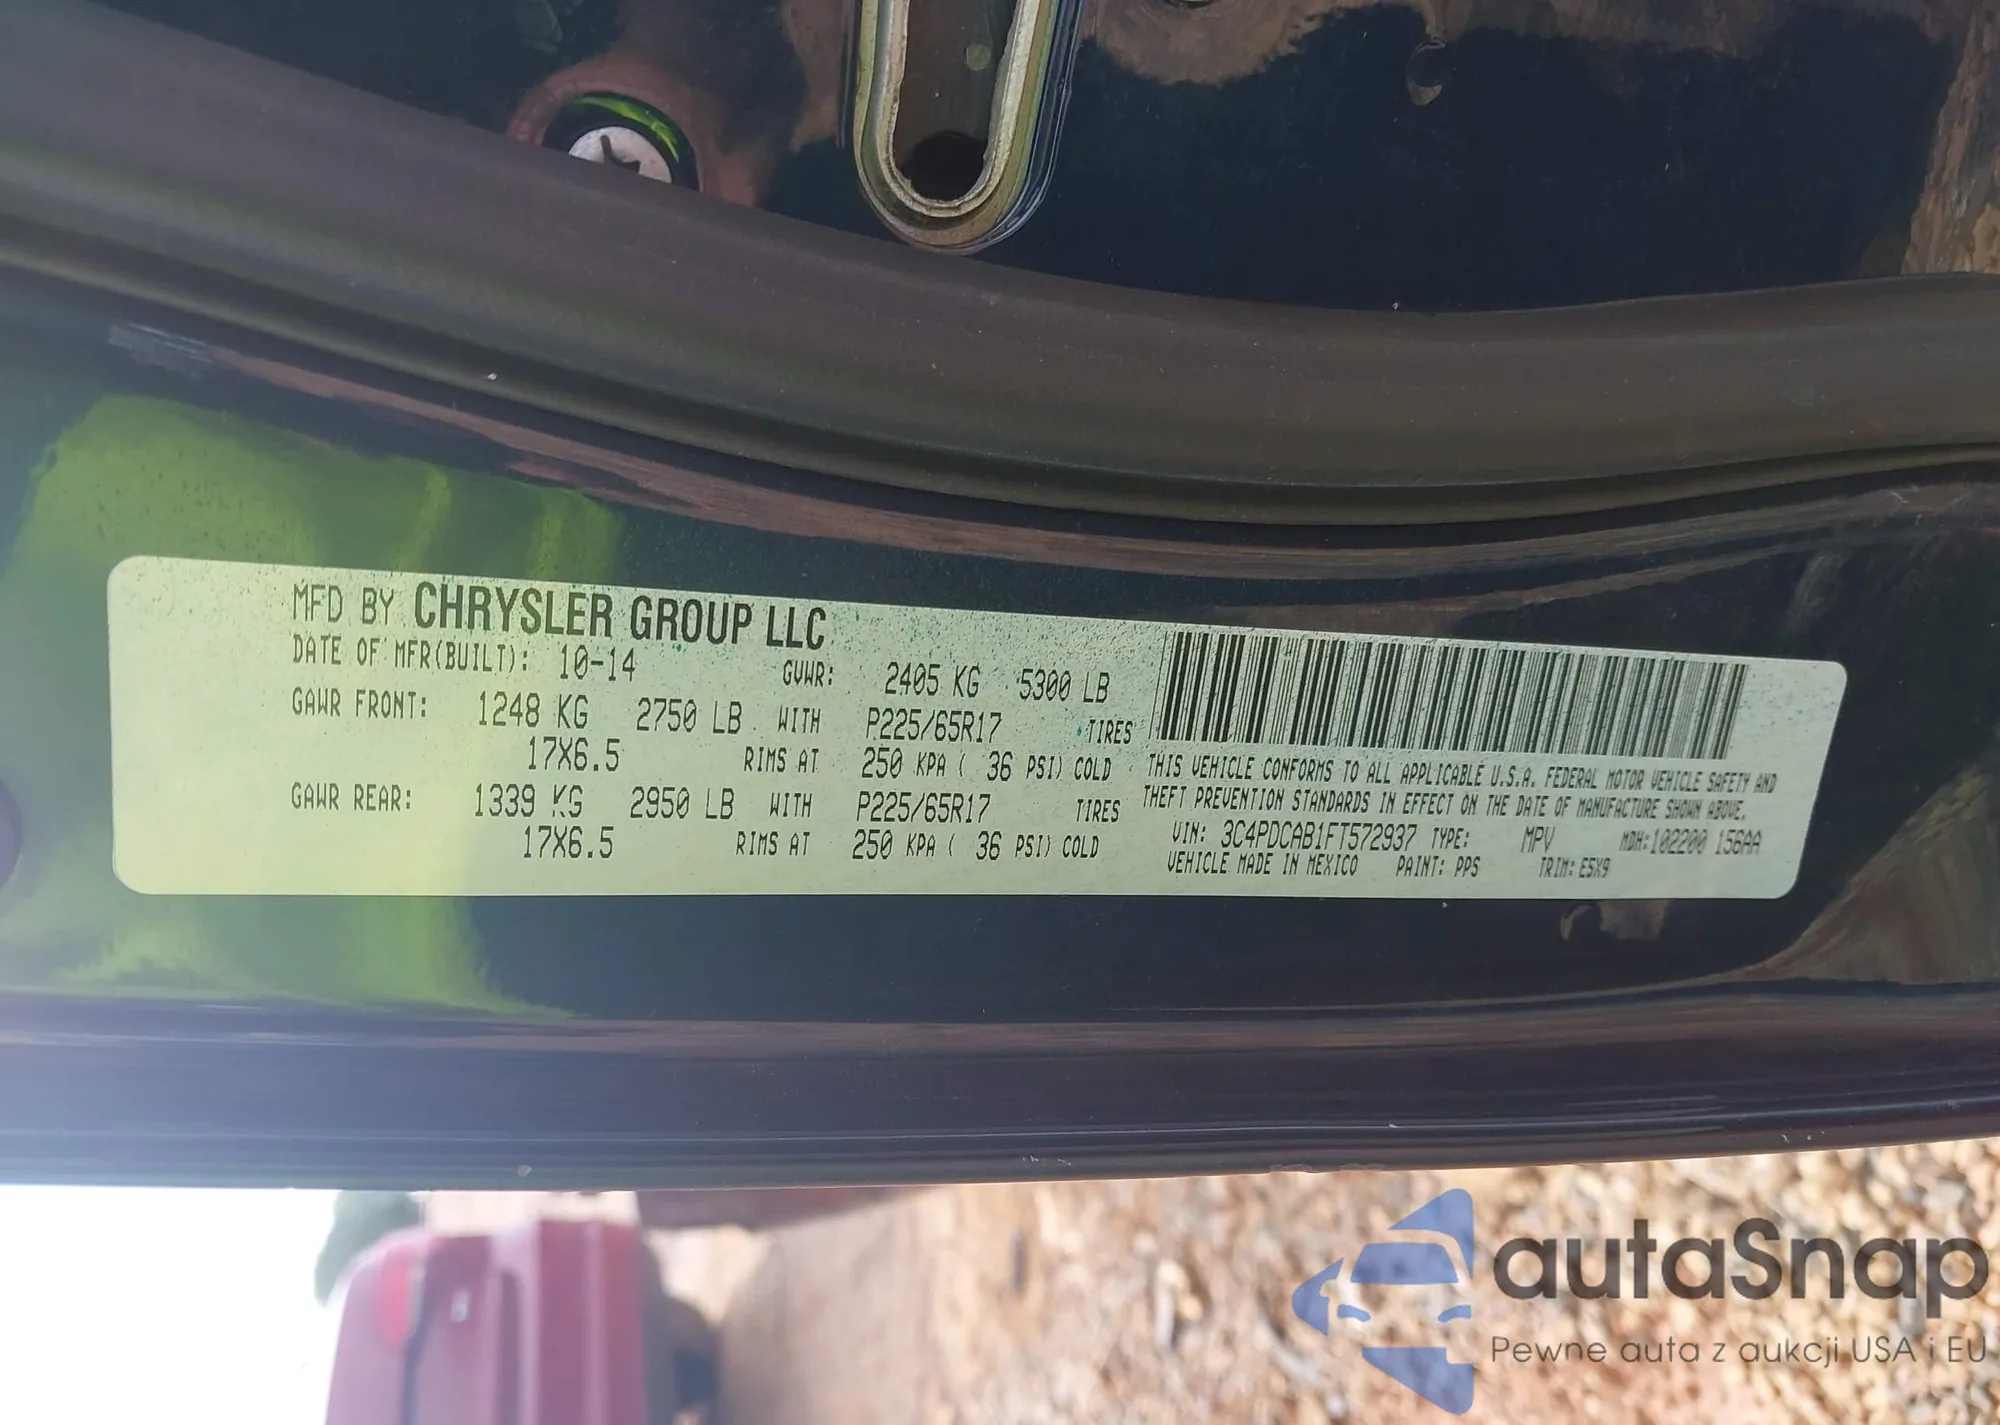 MFD BY CHRYSLER GROUP LLC
DATE OF MFR(BUILT): 10-14 GVWR: 2405 KG 5300 LB
GAWR FRONT: 1248 KG 2750 LB WITH P225/65R17 TIRES
17X6.5 RIMS AT 250 KPA ( 36 PSI) COLD
GAWR REAR: 1339 KG 2950 LB WITH P225/65R17 TIRES
17X6.5 RIMS AT 250 KPA ( 36 PSI) COLD
THIS VEHICLE CONFORMS TO ALL APPLICABLE U.S.A. FEDERAL MOTOR VEHICLE SAFETY AND
THEFT PREVENTION STANDARDS IN EFFECT ON THE DATE OF MANUFACTURE SHOWN ABOVE.
VIN: 3C4PDCAB1FT572937 TYPE: MPV MDH:102200 156AA
VEHICLE MADE IN MEXICO PAINT: PPS TRIM: E5X9
autaSnap
Pewne auta z aukcji USA i EU